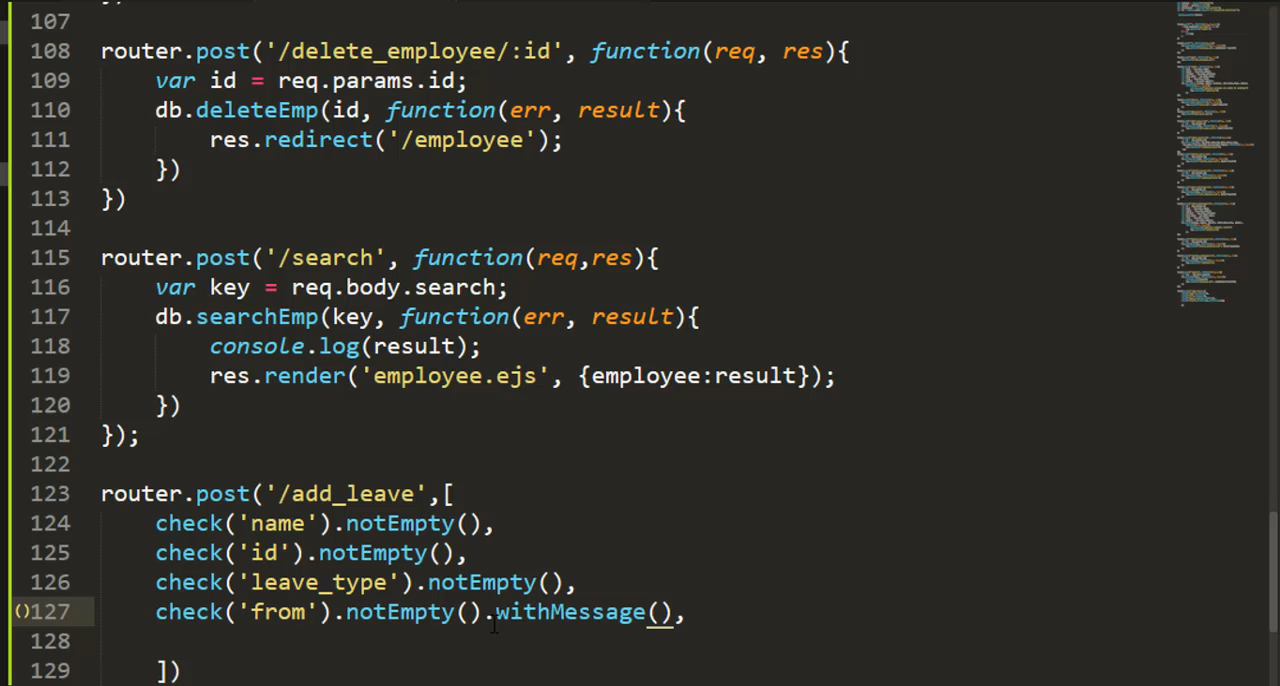 107
108 router.post('/delete_employee/:id', function(req, res){
109     var id = req.params.id;
110     db.deleteEmp(id, function(err, result){
111         res.redirect('/employee');
112     })
113 })
114
115 router.post('/search', function(req,res){
116     var key = req.body.search;
117     db.searchEmp(key, function(err, result){
118         console.log(result);
119         res.render('employee.ejs', {employee:result});
120     })
121 });
122
123 router.post('/add_leave',[
124     check('name').notEmpty(),
125     check('id').notEmpty(),
126     check('leave_type').notEmpty(),
()127     check('from').notEmpty().withMessage(),
128
129     ])